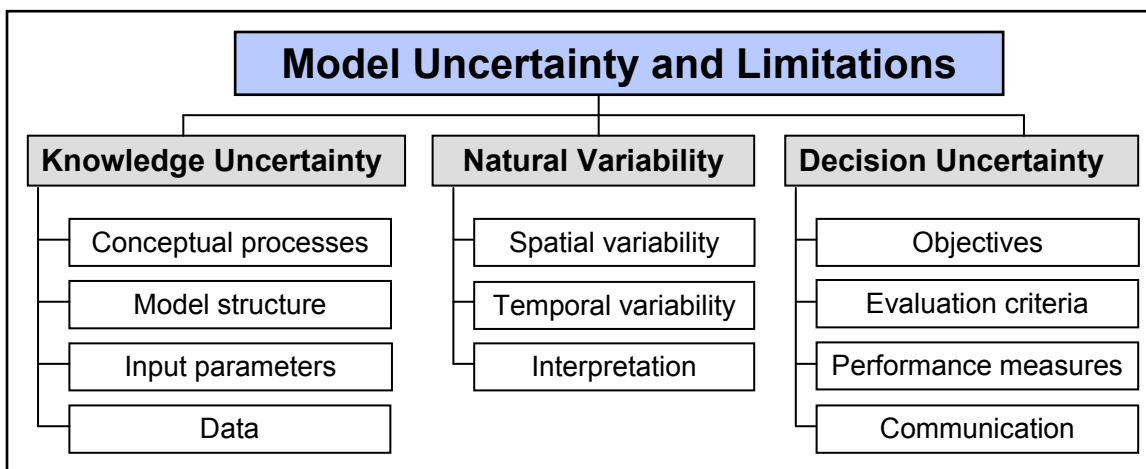 Model Uncertainty and Limitations
Knowledge Uncertainty
Conceptual processes
Model structure
Input parameters
Data
Natural Variability
Spatial variability
Temporal variability
Interpretation
Decision Uncertainty
Objectives
Evaluation criteria
Performance measures
Communication